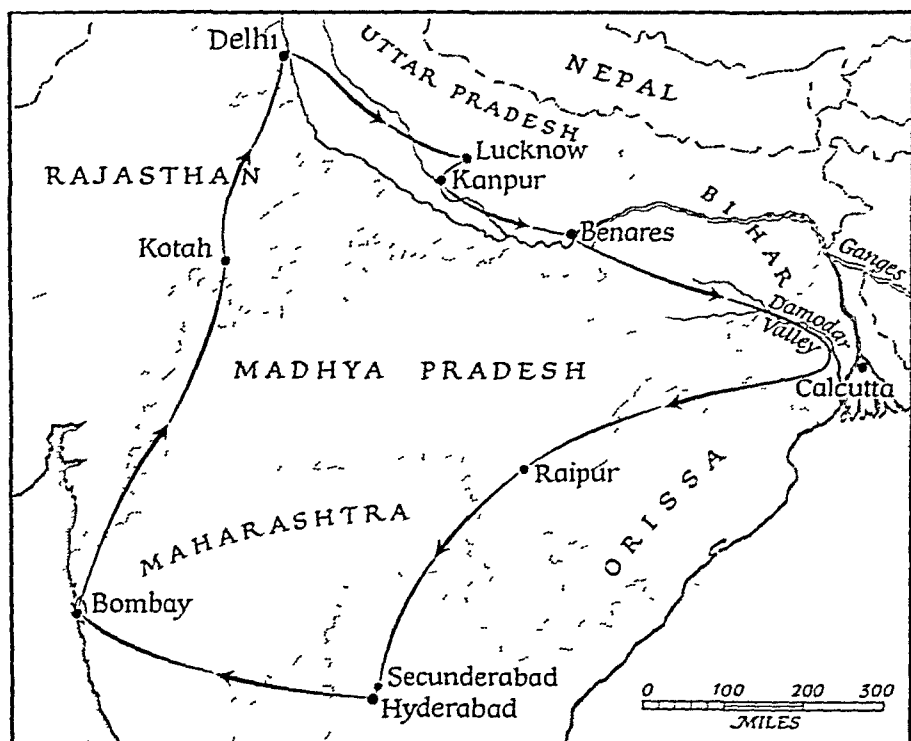 Delhi
UTTAR PRADESH
NEPAL
Lucknow
RAJASTHAN
Kanpur
BIHAR
Benares
Kotah
Ganges
Damodar
Valley
MADHYA PRADESH
Calcutta
Raipur
ORISSA
MAHARASHTRA
Bombay
Secunderabad
Hyderabad
0 100 200 300
MILES